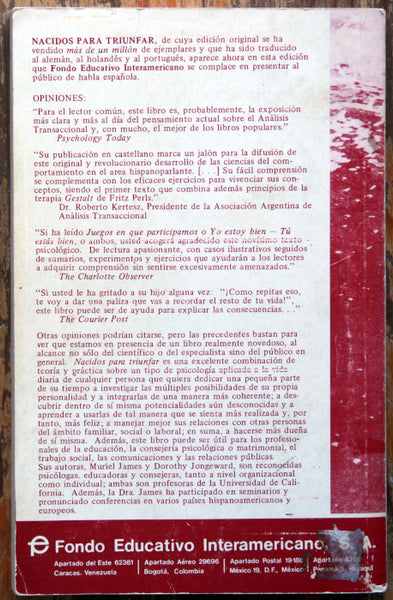 NACIDOS PARA TRIUNFAR, de cuya edición original se ha
vendido más de un millón de ejemplares y que ha sido traducido
al alemán, al holandés y al portugués, aparece ahora en esta edición
que Fondo Educativo Interamericano se complace en presentar al
público de habla española.
OPINIONES:
"Para el lector común, este libro es, probablemente, la exposición
más clara y más al día del pensamiento actual sobre el Análisis
Transaccional y, con mucho, el mejor de los libros populares."
Psychology Today
"Su publicación en castellano marca un jalón para la difusión de
este original y revolucionario desarrollo de las ciencias del com-
portamiento en el area hispanoparlante. [. . .] Su fácil comprensión
se complementa con los eficaces ejercicios para vivenciar sus con-
ceptos, siendo el primer texto que combina además principios de la
terapia Gestalt de Fritz Perls."
Dr. Roberto Kertesz, Presidente de la Asociación Argentina de
Análisis Transaccional
"Si ha leído Juegos en que participamos o Yo estoy bien – Tú
estás bien, o ambos, usted acogerá agradecido este novísimo texto
psicológico. De lectura apasionante, con casos ilustrativos seguidos
de sumarios, experimentos y ejercicios que ayudarán a los lectores
a adquirir comprensión sin sentirse excesivamente amenazados."
The Charlotte Observer
"Si usted le ha gritado a su hijo alguna vez: "¡Como repitas eso,
te voy a dar una paliza que vas a recordar el resto de tu vida!",
este libro puede ser de ayuda para explicar las consecuencias. . ."
The Courier Post
Otras opiniones podrían citarse, pero las precedentes bastan para
ver que estamos en presencia de un libro realmente novedoso, al
alcance no sólo del científico o del especialista sino del público en
general. Nacidos para triunfar es una excelente combinación de
teoría y práctica sobre un tipo de psicología aplicada a la vida
diaria de cualquier persona que quiera dedicar una pequeña parte
de su tiempo a investigar las múltiples posibilidades de su propia
personalidad y a integrarlas de una manera más coherente; a des-
cubrir dentro de sí misma potencialidades aún desconocidas y a
aprender a usarlas de tal manera que se sienta más realizada y, por
tanto, más feliz; a manejar mejor sus relaciones con otras personas
del ámbito familiar, social o laboral; en suma, a hacerse más dueña
de sí misma. Además, este libro puede ser útil para los profesio-
nales de la educación, la consejería psicológica o matrimonial, el
trabajo social, las comunicaciones y las relaciones públicas.
Sus autoras, Muriel James y Dorothy Jongeward, son reconocidas
psicólogas, educadoras y consejeras, tanto a nivel organizacional
como individual; ambas son profesoras de la Universidad de Cali-
fornia. Además, la Dra. James ha participado en seminarios y
pronunciado conferencias en varios países hispanoamericanos y
europeos.
Fondo Educativo Interamericano, S. A.
Apartado del Este 62361
Caracas. Venezuela
Apartado Aéreo 29696
Bogotá, Colombia
Apartado Postal 19188
México 19, D.F., México
Apartado
Panamá